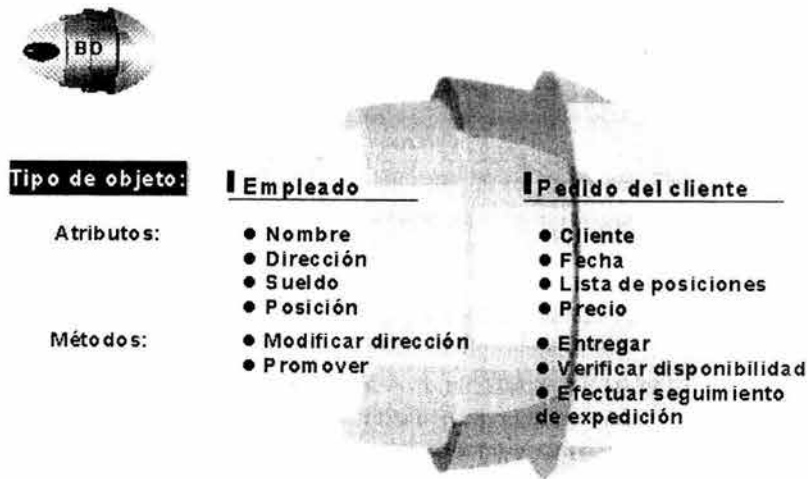 BD
Tipo de objeto: Empleado Pedido del cliente
Atributos: ● Nombre ● Cliente
● Dirección ● Fecha
● Sueldo ● Lista de posiciones
● Posición ● Precio
Métodos: ● Modificar dirección ● Entregar
● Promover ● Verificar disponibilidad
● Efectuar seguimiento
de expedición